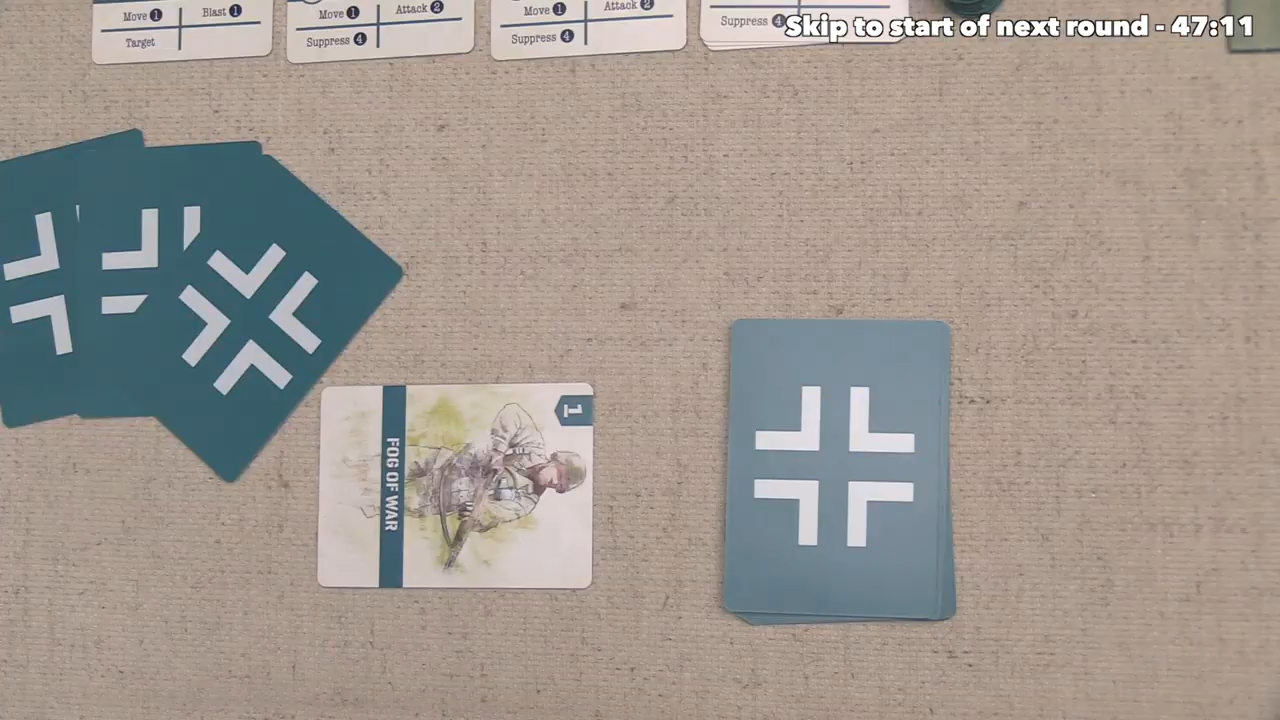 Move 1 Blast 1
Target
Move 1 Attack 2
Suppress 4
Move 1 Attack 2
Suppress 4
Suppress 4
Skip to start of next round - 47:11
1
FOG OF WAR